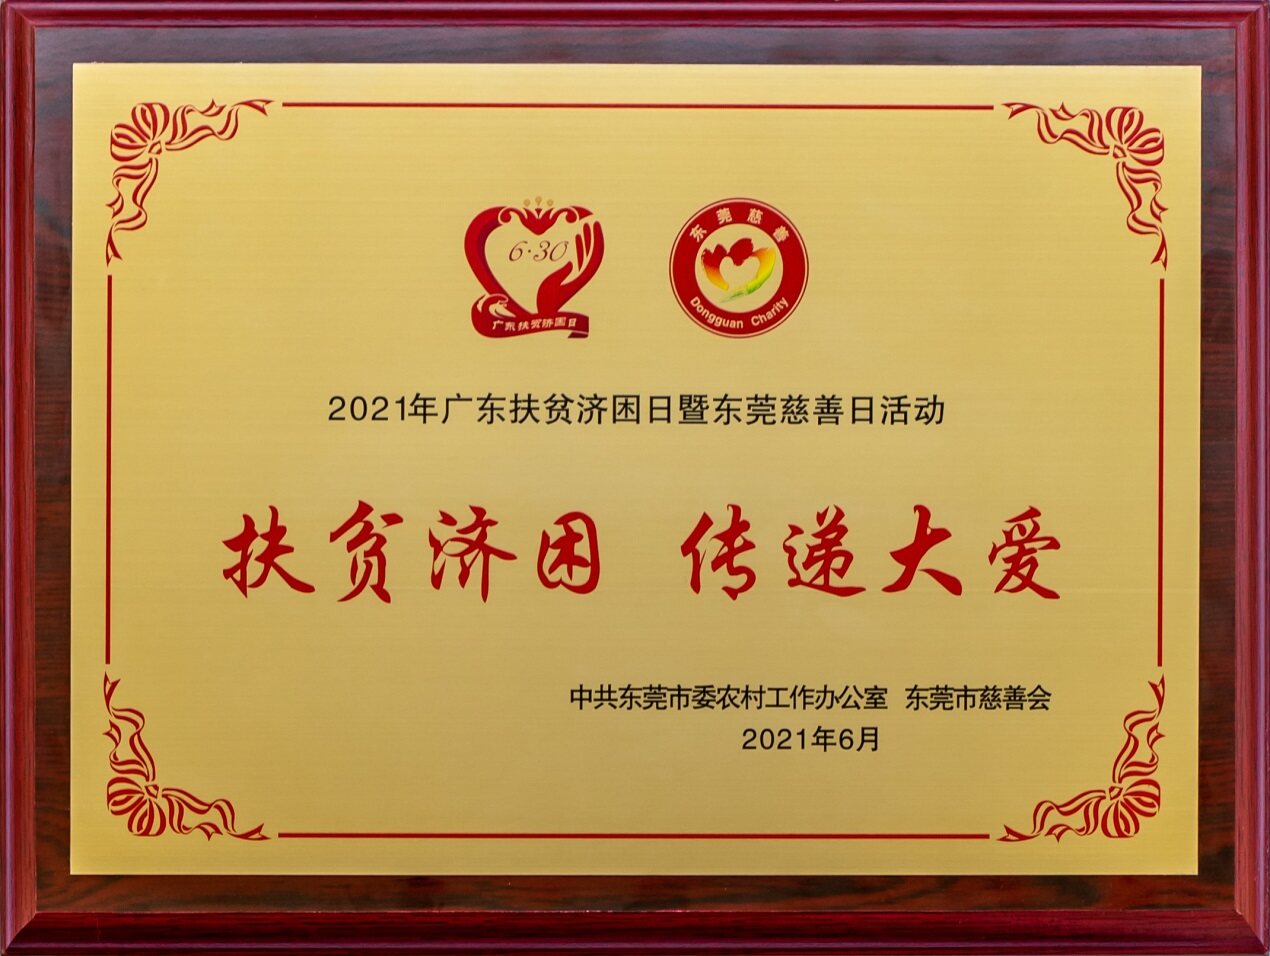 6·30
广东扶贫济困日
东莞慈善
Dongguan Charity
2021年广东扶贫济困日暨东莞慈善日活动
扶贫济困 传递大爱
中共东莞市委农村工作办公室 东莞市慈善会
2021年6月